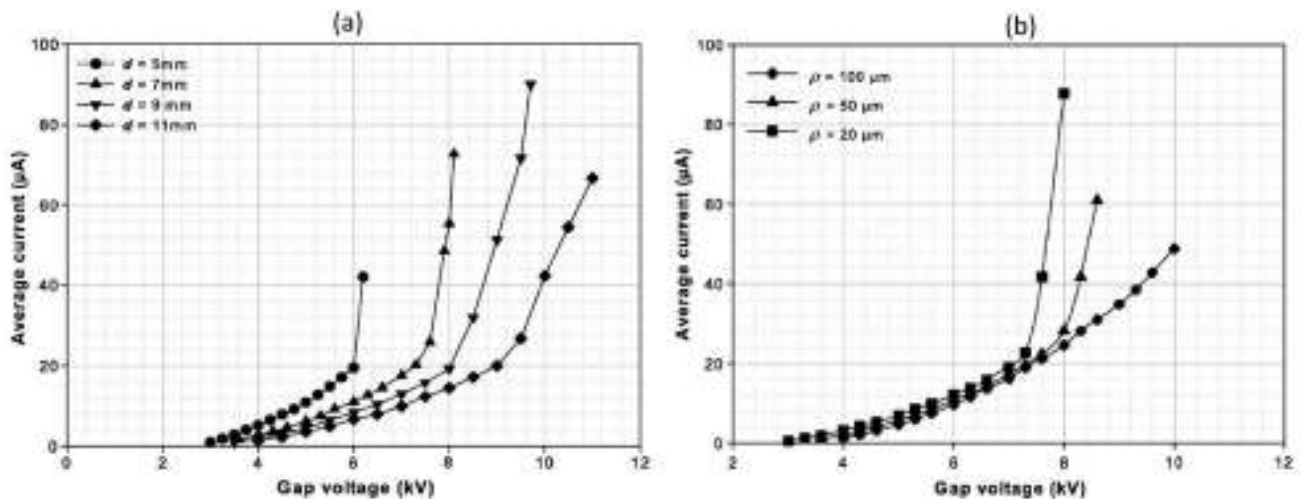 (a)
100
80
60
40
20
0
Average current (µA)
d = 5mm
d = 7mm
d = 9 mm
d = 11mm
0 2 4 6 8 10 12
Gap voltage (kV)
(b)
100
80
60
40
20
0
Average current (µA)
ρ = 100 µm
ρ = 50 µm
ρ = 20 µm
2 4 6 8 10 12
Gap voltage (kV)